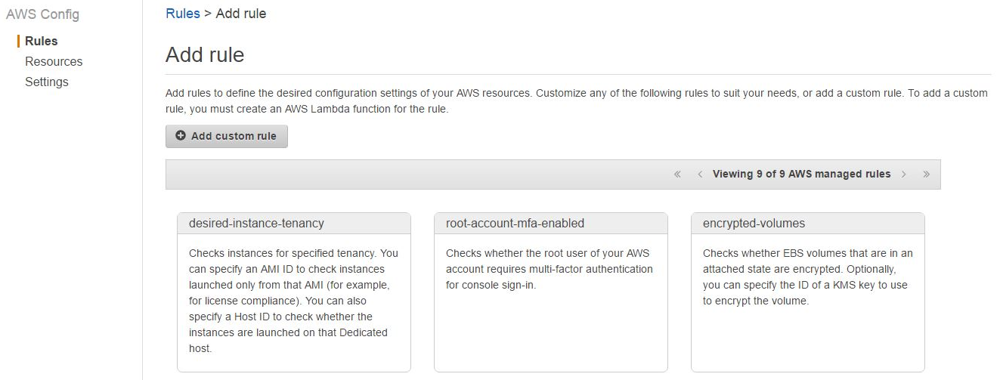 AWS Config
Rules
Resources
Settings
Rules > Add rule
Add rule
Add rules to define the desired configuration settings of your AWS resources. Customize any of the following rules to suit your needs, or add a custom rule. To add a custom
rule, you must create an AWS Lambda function for the rule.
Add custom rule
« < Viewing 9 of 9 AWS managed rules > »
desired-instance-tenancy
Checks instances for specified tenancy. You
can specify an AMI ID to check instances
launched only from that AMI (for example,
for license compliance). You can also
specify a Host ID to check whether the
instances are launched on that Dedicated
host.
root-account-mfa-enabled
Checks whether the root user of your AWS
account requires multi-factor authentication
for console sign-in.
encrypted-volumes
Checks whether EBS volumes that are in an
attached state are encrypted. Optionally,
you can specify the ID of a KMS key to use
to encrypt the volume.